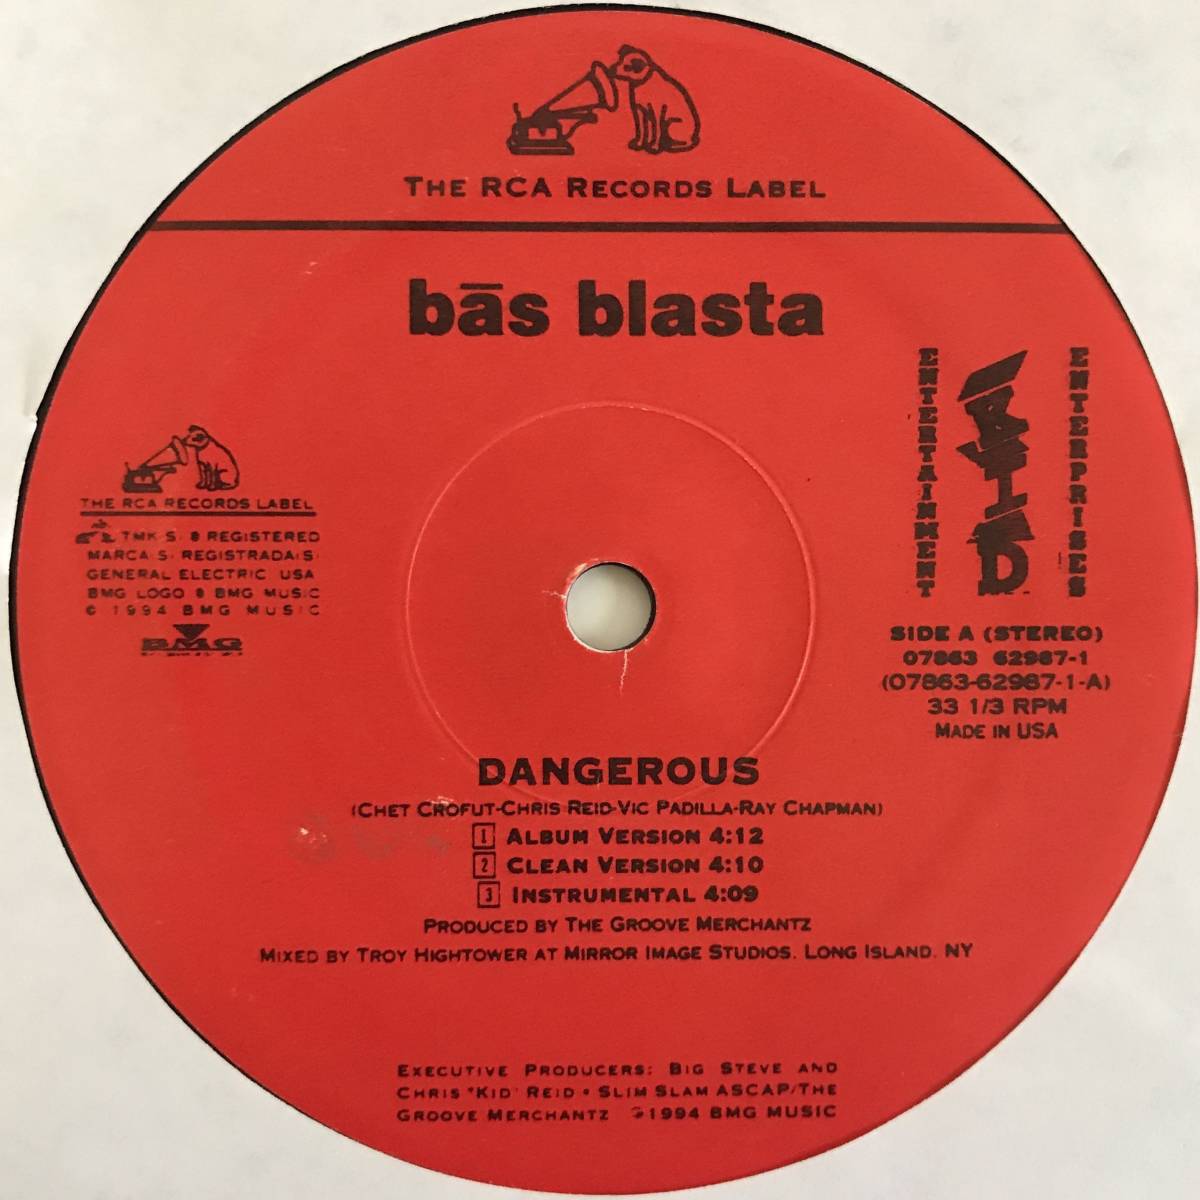 THE RCA RECORDS LABEL
bās blasta
THE RCA RECORDS LABEL
TMK S & REGISTERED
MARCA S REGISTRADA S
GENERAL ELECTRIC USA
BMG LOGO & BMG MUSIC
© 1994 BMG MUSIC
BMG
ENTERTAINMENT
ENTERPRISES
SIDE A (STEREO)
07863 62987-1
(07863-62987-1-A)
33 1/3 RPM
MADE IN USA
DANGEROUS
(CHET CROFUT-CHRIS REID-VIC PADILLA-RAY CHAPMAN)
1 ALBUM VERSION 4:12
2 CLEAN VERSION 4:10
3 INSTRUMENTAL 4:09
PRODUCED BY THE GROOVE MERCHANTZ
MIXED BY TROY HIGHTOWER AT MIRROR IMAGE STUDIOS. LONG ISLAND. NY
EXECUTIVE PRODUCERS: BIG STEVE AND
CHRIS "KID" REID • SLIM SLAM ASCAP/THE
GROOVE MERCHANTZ ℗1994 BMG MUSIC